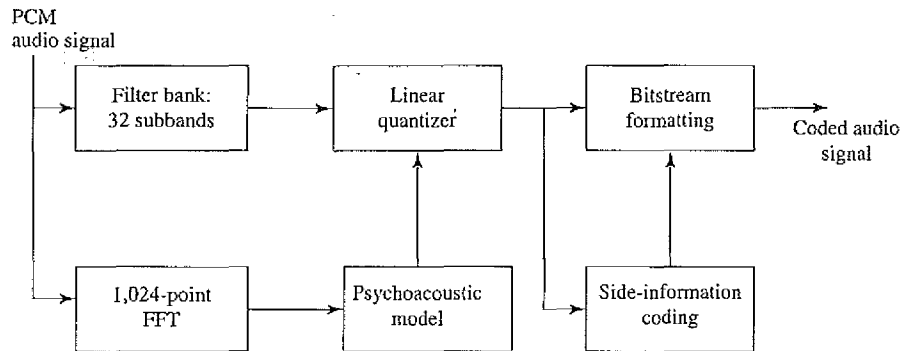 PCM
audio signal
Filter bank:
32 subbands
Linear
quantizer
Bitstream
formatting
Coded audio
signal
1,024-point
FFT
Psychoacoustic
model
Side-information
coding